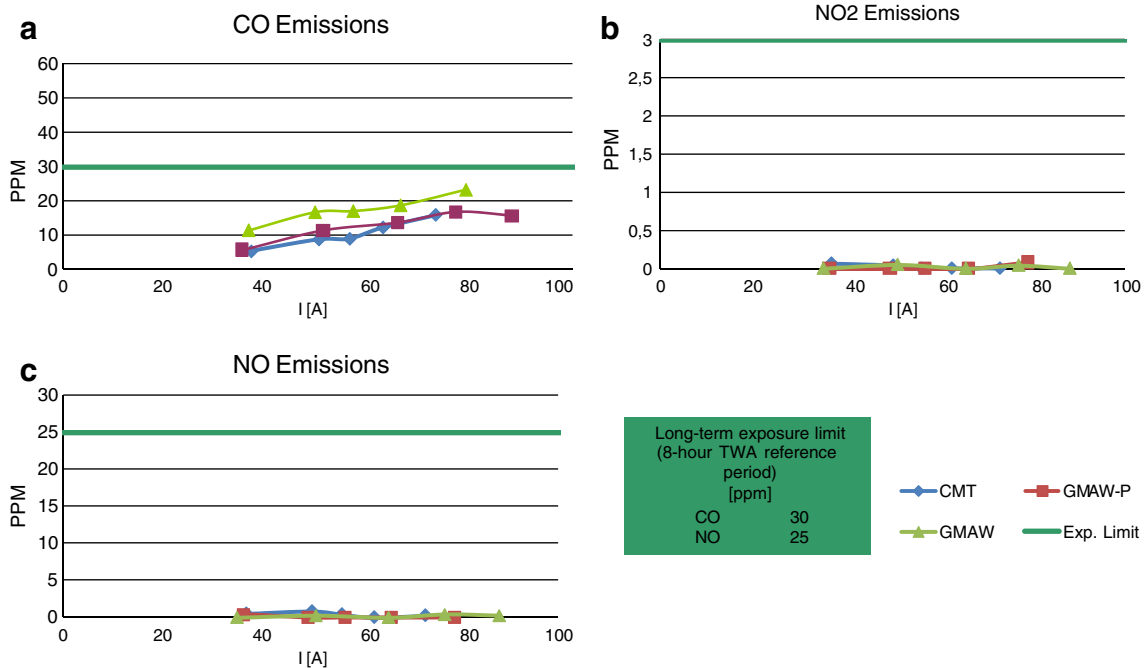 a
CO Emissions
60
50
40
30
20
10
0
PPM
0 40 60 80 100
I [A]
b
NO2 Emissions
3
2,5
2
1,5
1
0,5
0
PPM
0 40 60 80 100
I [A]
c
NO Emissions
30
25
20
15
10
5
0
PPM
0 20 40 60 80 100
I [A]
Long-term exposure limit
(8-hour TWA reference
period)
[ppm]
CO 30
NO 25
CMT
GMAW-P
GMAW
Exp. Limit